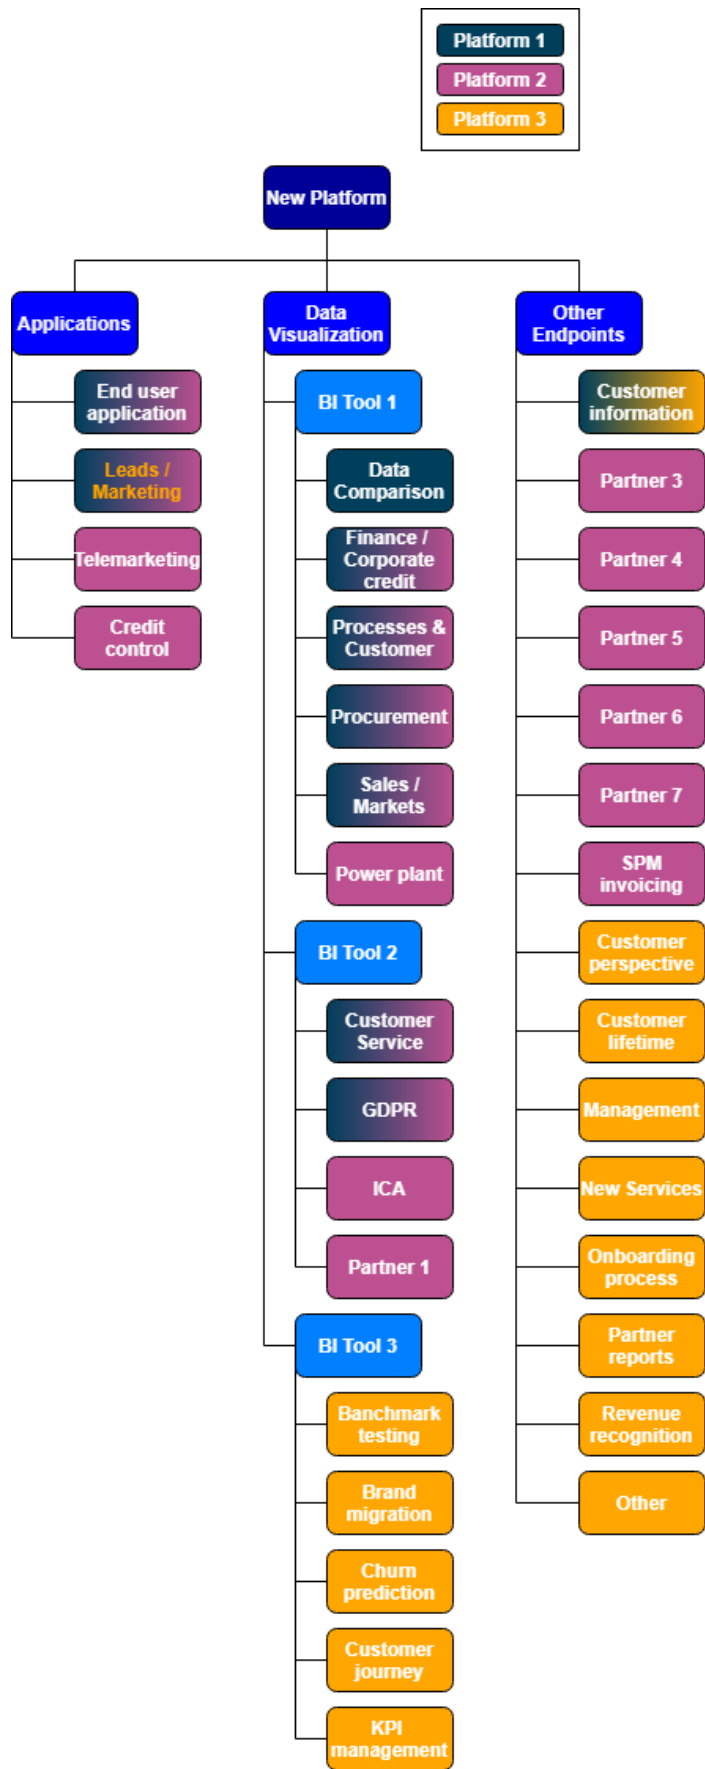 Platform 1
Platform 2
Platform 3
New Platform
Applications
End user
application
Leads /
Marketing
Telemarketing
Credit
control
Data
Visualization
BI Tool 1
Data
Comparison
Finance /
Corporate
credit
Processes &
Customer
Procurement
Sales /
Markets
Power plant
BI Tool 2
Customer
Service
GDPR
ICA
Partner 1
BI Tool 3
Banchmark
testing
Brand
migration
Churn
prediction
Customer
journey
KPI
management
Other
Endpoints
Customer
information
Partner 3
Partner 4
Partner 5
Partner 6
Partner 7
SPM
invoicing
Customer
perspective
Customer
lifetime
Management
New Services
Onboarding
process
Partner
reports
Revenue
recognition
Other